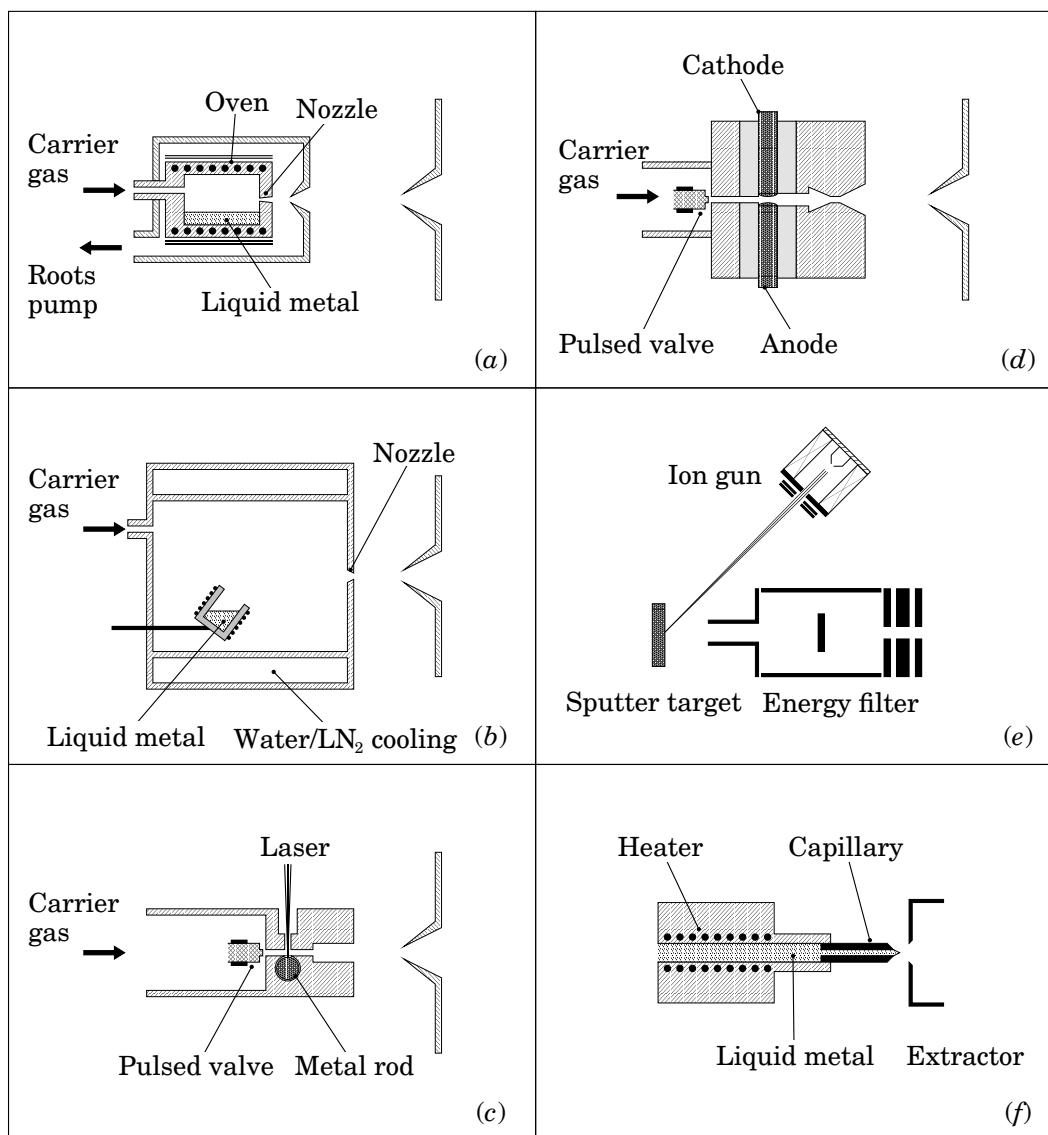 Oven
Nozzle
Carrier
gas
Roots
pump
Liquid metal
(a)
Cathode
Carrier
gas
Pulsed valve
Anode
(d)
Nozzle
Carrier
gas
Liquid metal
Water/LN₂ cooling
(b)
Ion gun
Sputter target
Energy filter
(e)
Laser
Carrier
gas
Pulsed valve
Metal rod
(c)
Heater
Capillary
Liquid metal
Extractor
(f)